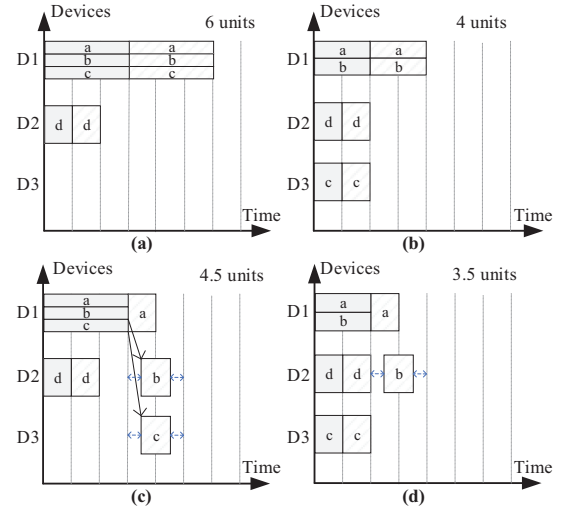 Devices
6 units
D1
a a
b b
c c
D2
d d
D3
Time
(a)
Devices
4 units
D1
a a
b b
D2
d d
D3
c c
Time
(b)
Devices
4.5 units
D1
a
b
c
a
D2
d d
b
D3
c
Time
(c)
Devices
3.5 units
D1
a
b
a
D2
d d
b
D3
c c
Time
(d)